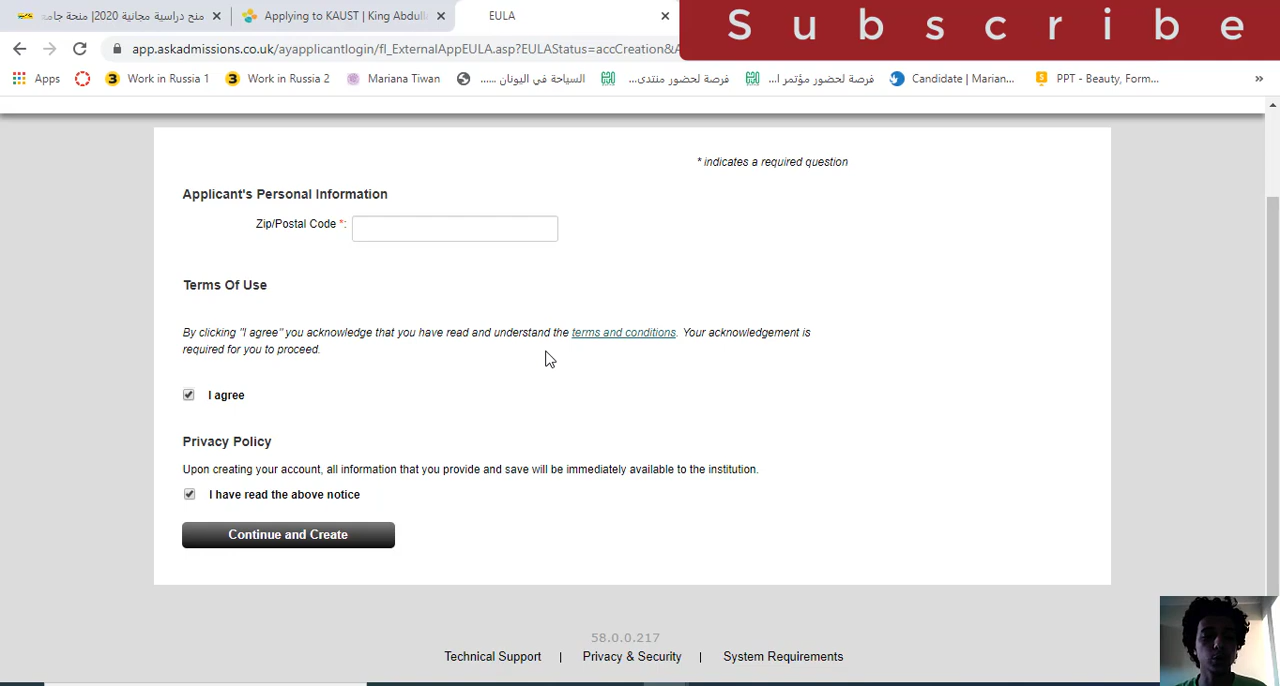 منح دراسية مجانية 2020| منحة جامع
Applying to KAUST | King Abdull
EULA
S u b s c r i b e
app.askadmissions.co.uk/ayapplicantlogin/fl_ExternalAppEULA.asp?EULAStatus=accCreation&A
Apps
Work in Russia 1
Work in Russia 2
Mariana Tiwan
السياحة في اليونان ......
فرصة لحضور منتدى...
فرصة لحضور مؤتمر ا...
Candidate | Marian...
PPT - Beauty, Form...
* indicates a required question
Applicant's Personal Information
Zip/Postal Code *:
Terms Of Use
By clicking "I agree" you acknowledge that you have read and understand the terms and conditions. Your acknowledgement is
required for you to proceed.
I agree
Privacy Policy
Upon creating your account, all information that you provide and save will be immediately available to the institution.
I have read the above notice
Continue and Create
58.0.0.217
Technical Support | Privacy & Security | System Requirements